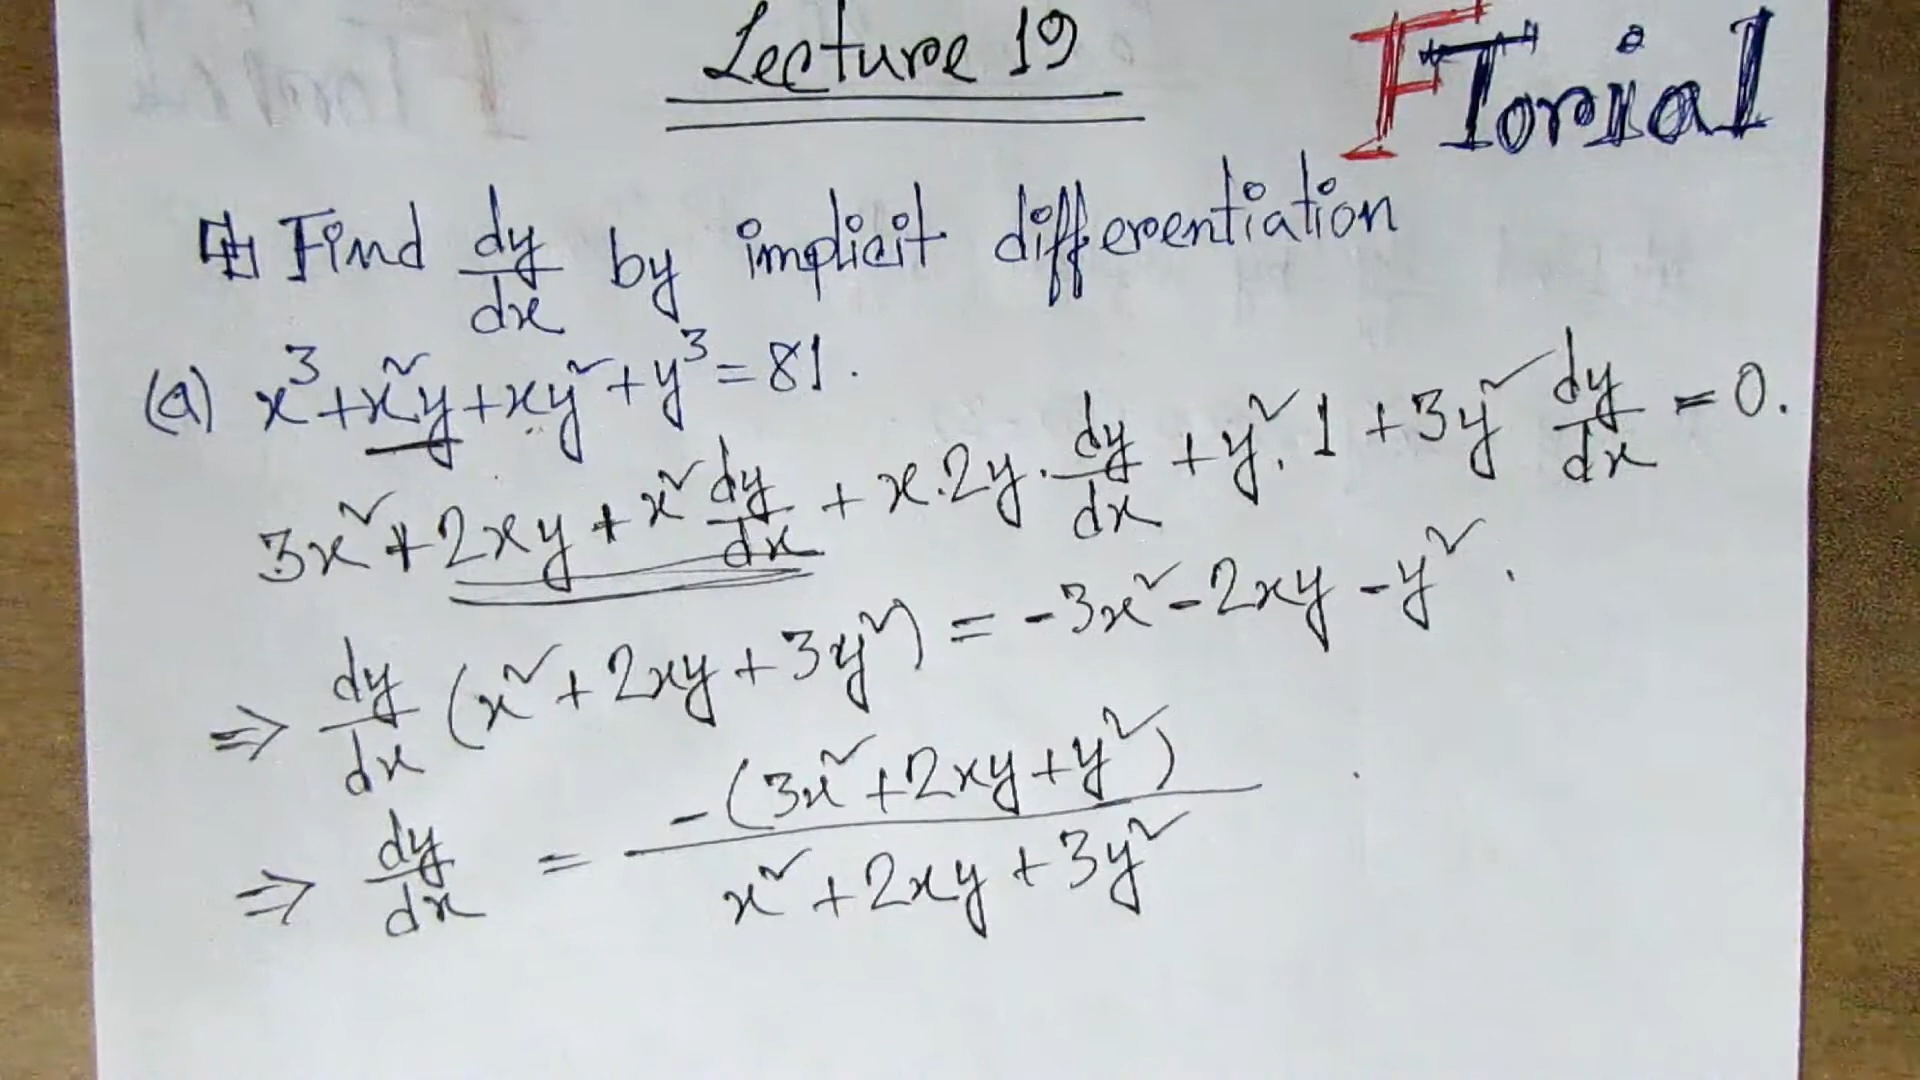 Lecture 19
FTorial
Find dy/dx by implicit differentiation
(a) x³+x²y+xy²+y³=81.
3x²+2xy+x² dy/dx + x.2y. dy/dx + y².1 + 3y² dy/dx = 0.
⇒ dy/dx (x²+2xy+3y²) = -3x²-2xy-y².
⇒ dy/dx = -(3x²+2xy+y²) / x²+2xy+3y²